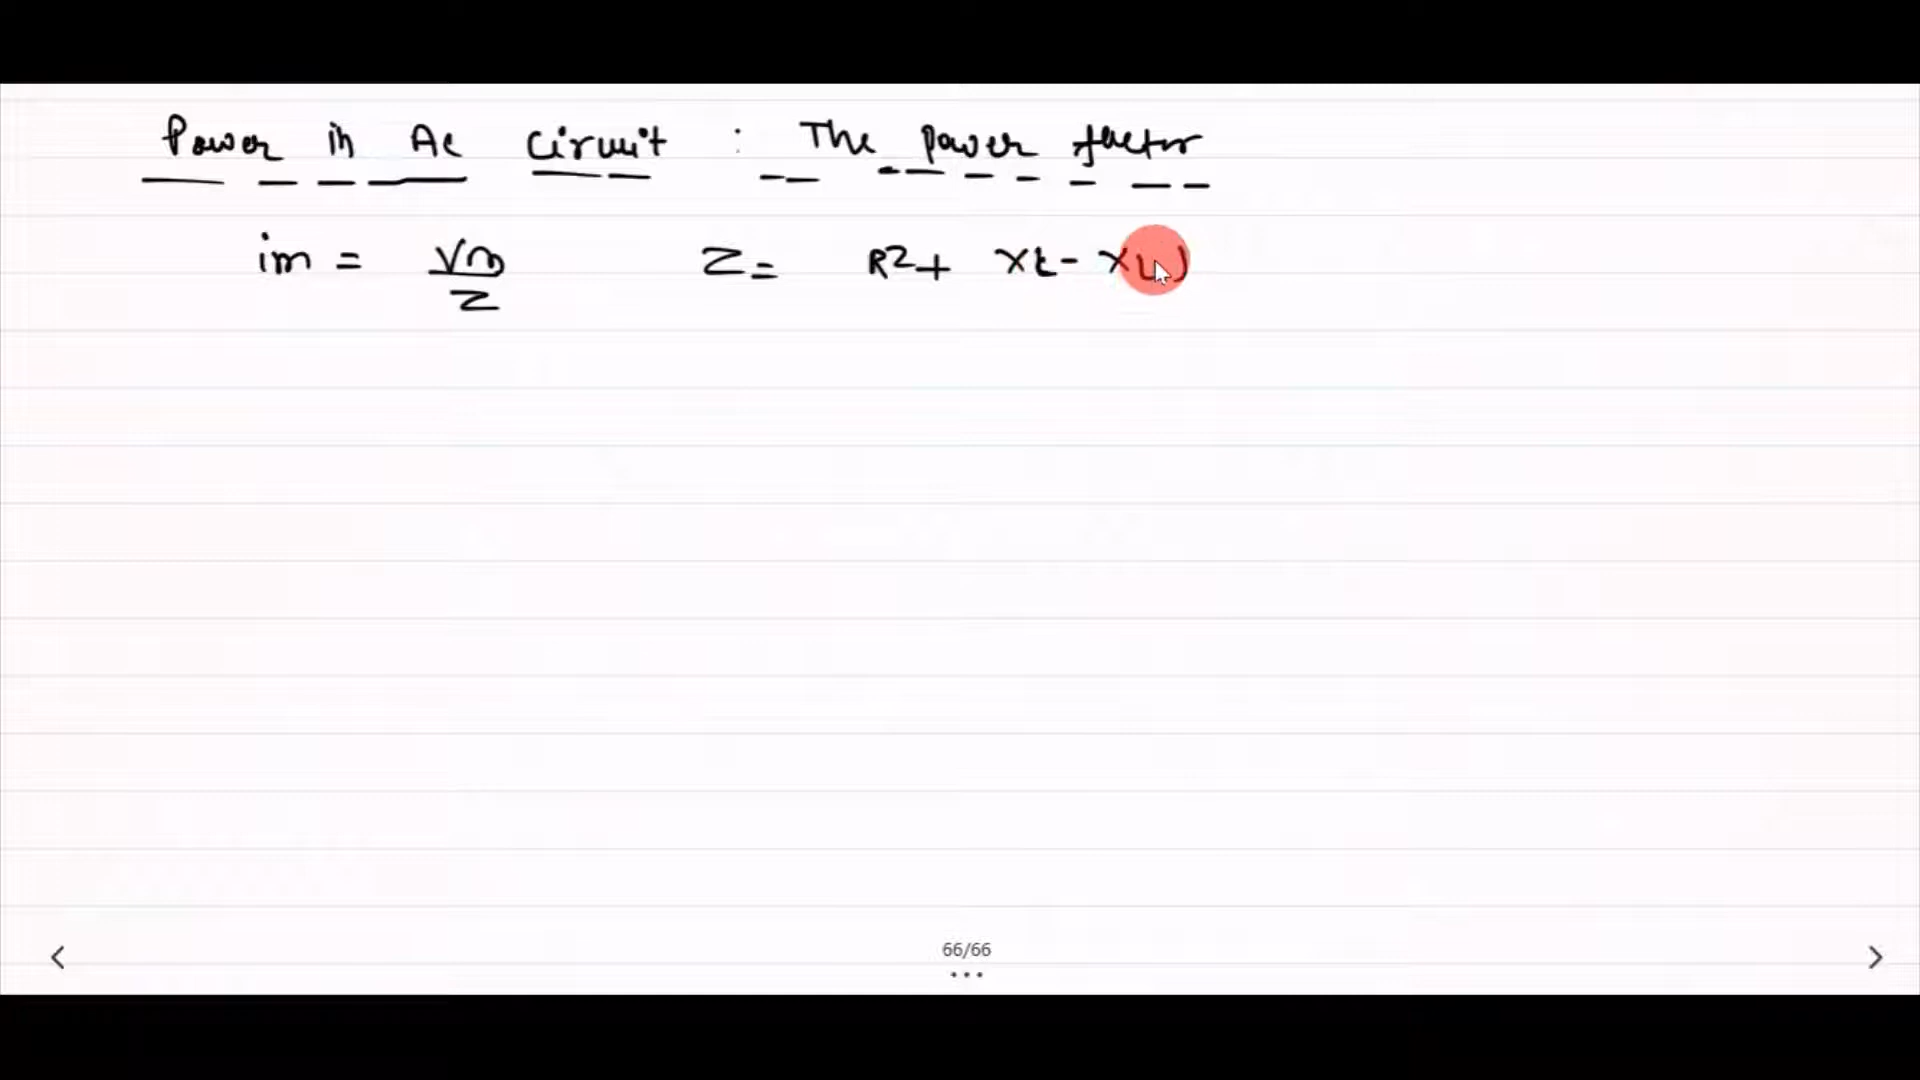 Power in Ac Circuit : The power factor
im = Vm/Z Z = R2+ XL - X
66/66